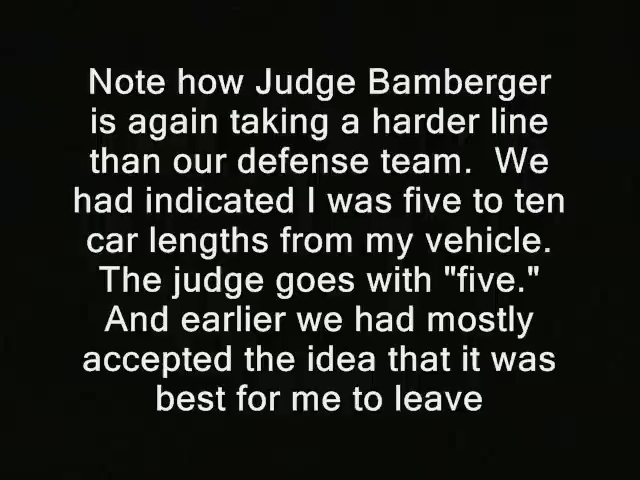 Note how Judge Bamberger
is again taking a harder line
than our defense team.  We
had indicated I was five to ten
car lengths from my vehicle.
The judge goes with "five."
And earlier we had mostly
accepted the idea that it was
best for me to leave